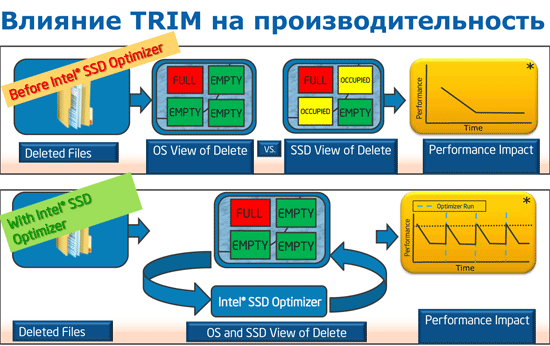 Влияние TRIM на производительность
Before Intel® SSD Optimizer
FULL EMPTY
EMPTY EMPTY
FULL OCCUPIED
OCCUPIED EMPTY
*
Performance
Time
Deleted Files
OS View of Delete
vs.
SSD View of Delete
Performance Impact
With Intel® SSD
Optimizer
FULL EMPTY
EMPTY EMPTY
Intel® SSD Optimizer
Optimizer Run
*
Performance
Time
Deleted Files
OS and SSD View of Delete
Performance Impact